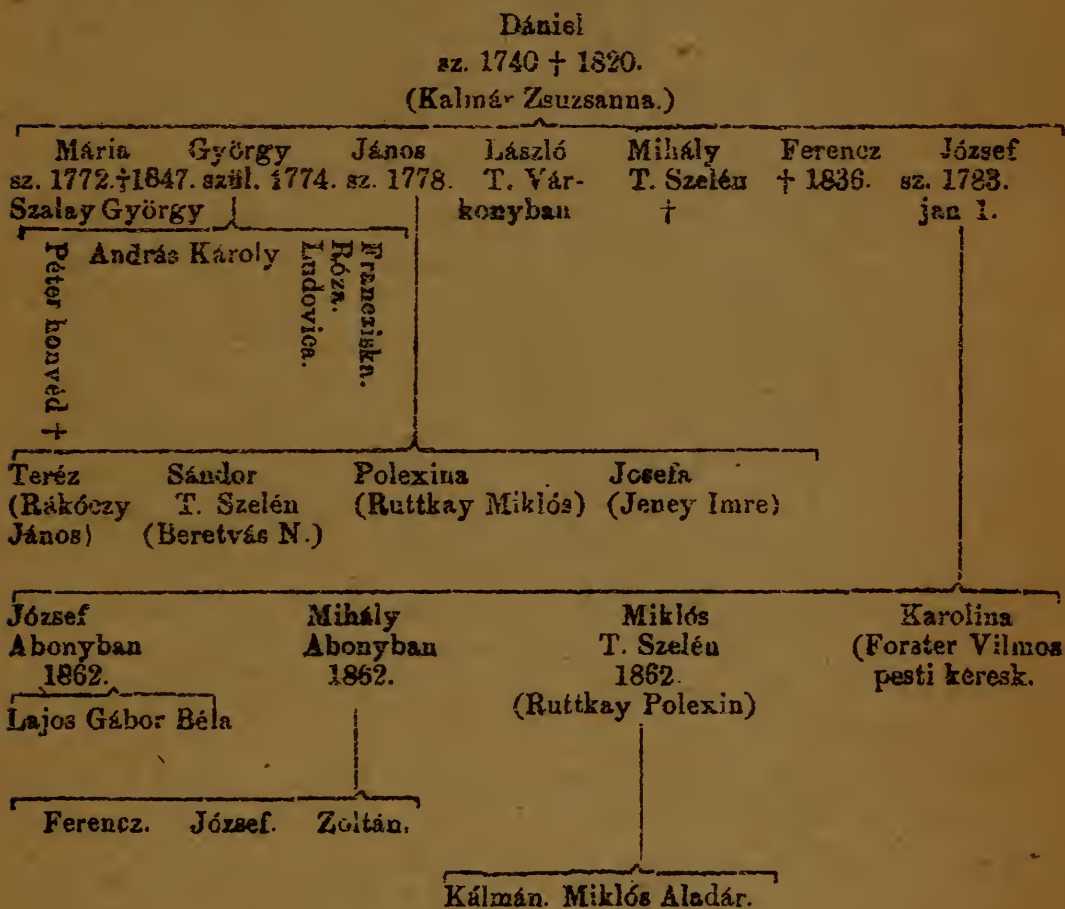 Dániel
sz. 1740 † 1820.
(Kalmár Zsuzsanna.)
Mária György János László Mihály Ferencz József
sz. 1772. †1847. szül. 1774. sz. 1778. T. Vár- T. Szelén † 1836. sz. 1783.
Szalay György konyban † jan 1.
Péter honvéd †
András Károly
Ludovica.
Róza.
Francziska.
Teréz Sándor Polexina Josefa
(Rákóczy T. Szelén (Ruttkay Miklós) (Jeney Imre)
János) (Beretvás N.)
József Mihály Miklós Karolina
Abonyban Abonyban T. Szelén (Forster Vilmos
1862. 1862. 1862. pesti keresk.
Lajos Gábor Béla (Ruttkay Polexin)
Ferencz. József. Zoltán.
Kálmán. Miklós Aladár.